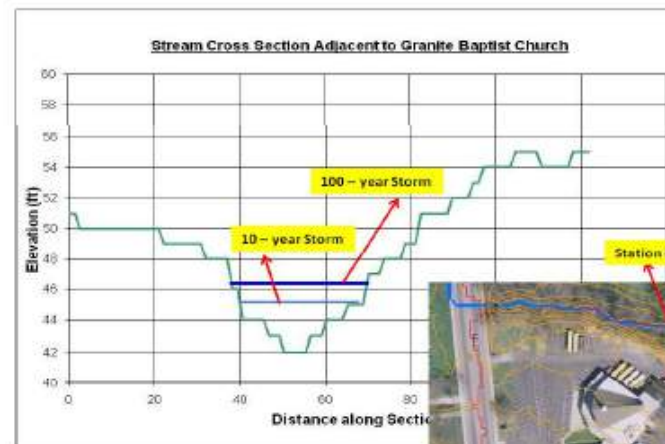 Stream Cross Section Adjacent to Granite Baptist Church
60
58
56
54
52
50
48
46
44
42
40
Elevation (ft)
100 – year Storm
10 – year Storm
Station
0
20
40
60
80
Distance along Sectio